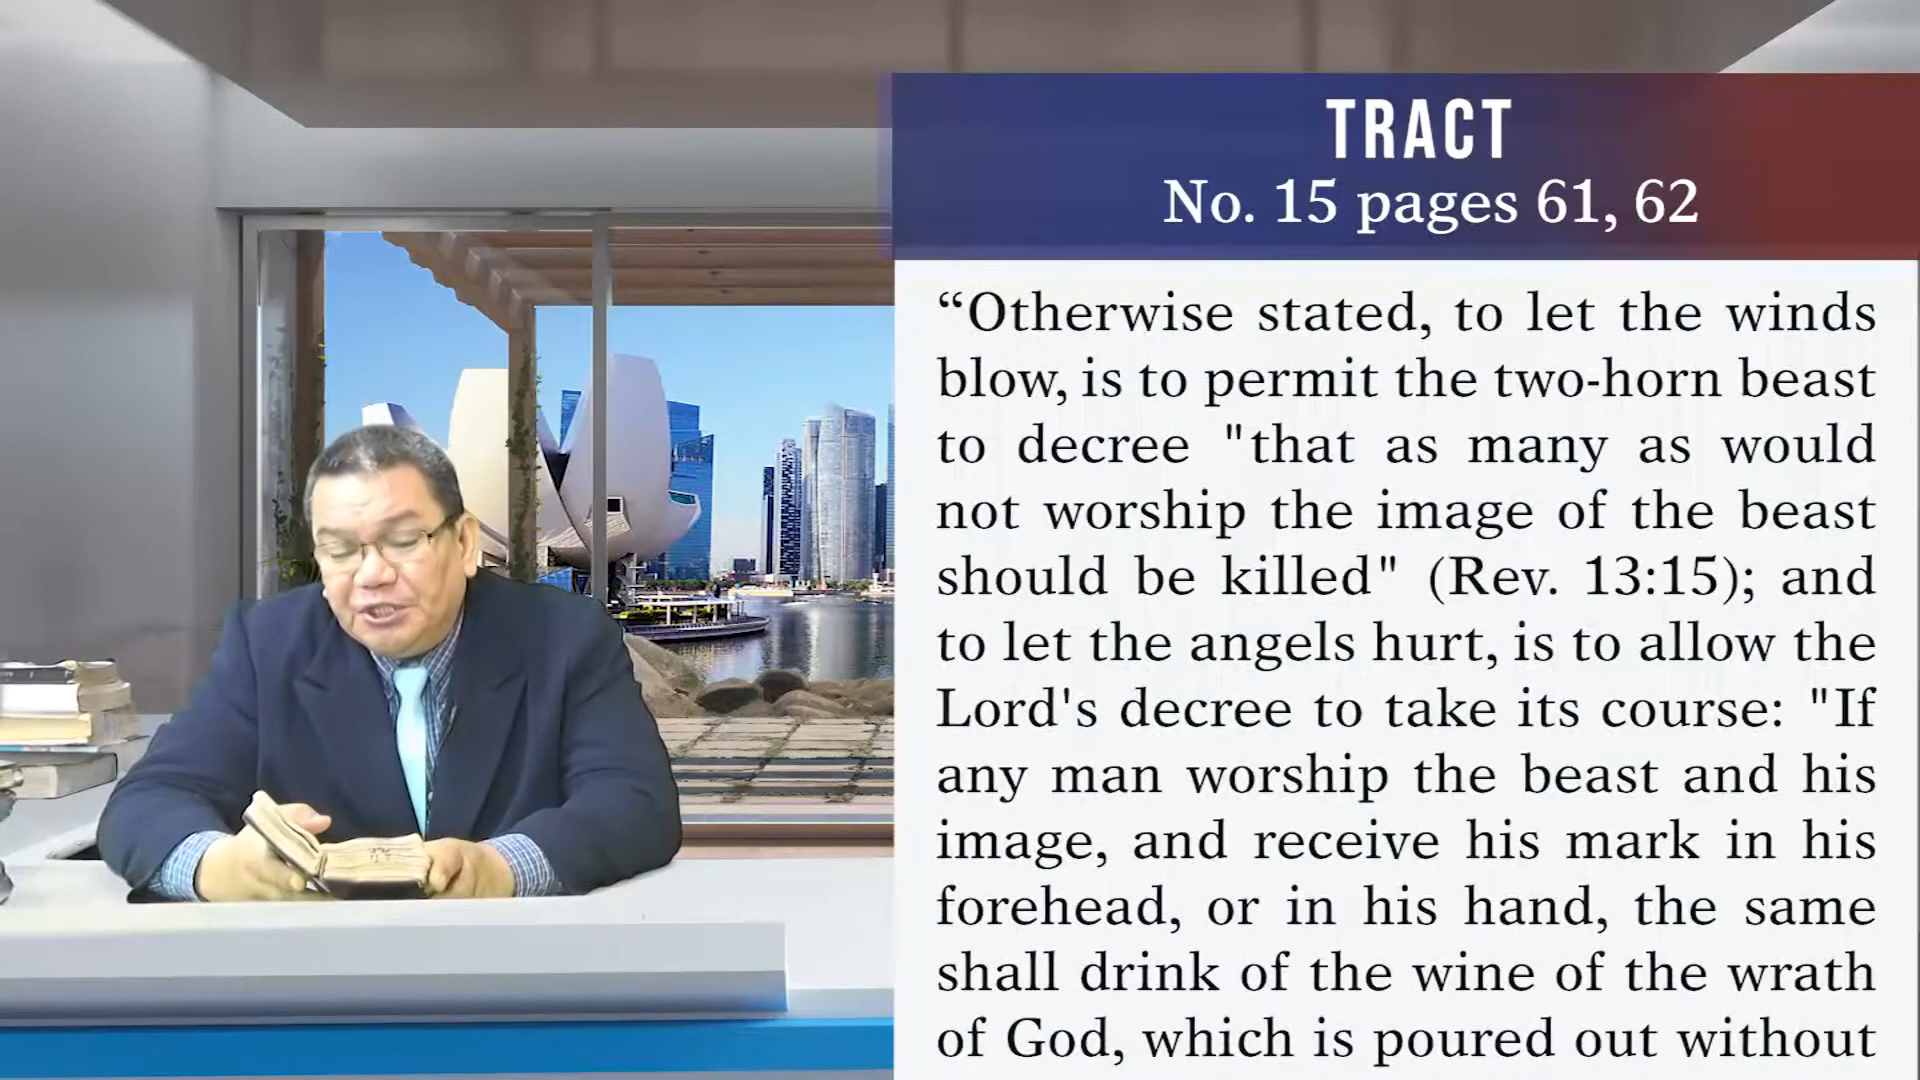 TRACT
No. 15 pages 61, 62
“Otherwise stated, to let the winds
blow, is to permit the two-horn beast
to decree "that as many as would
not worship the image of the beast
should be killed" (Rev. 13:15); and
to let the angels hurt, is to allow the
Lord's decree to take its course: "If
any man worship the beast and his
image, and receive his mark in his
forehead, or in his hand, the same
shall drink of the wine of the wrath
of God, which is poured out without